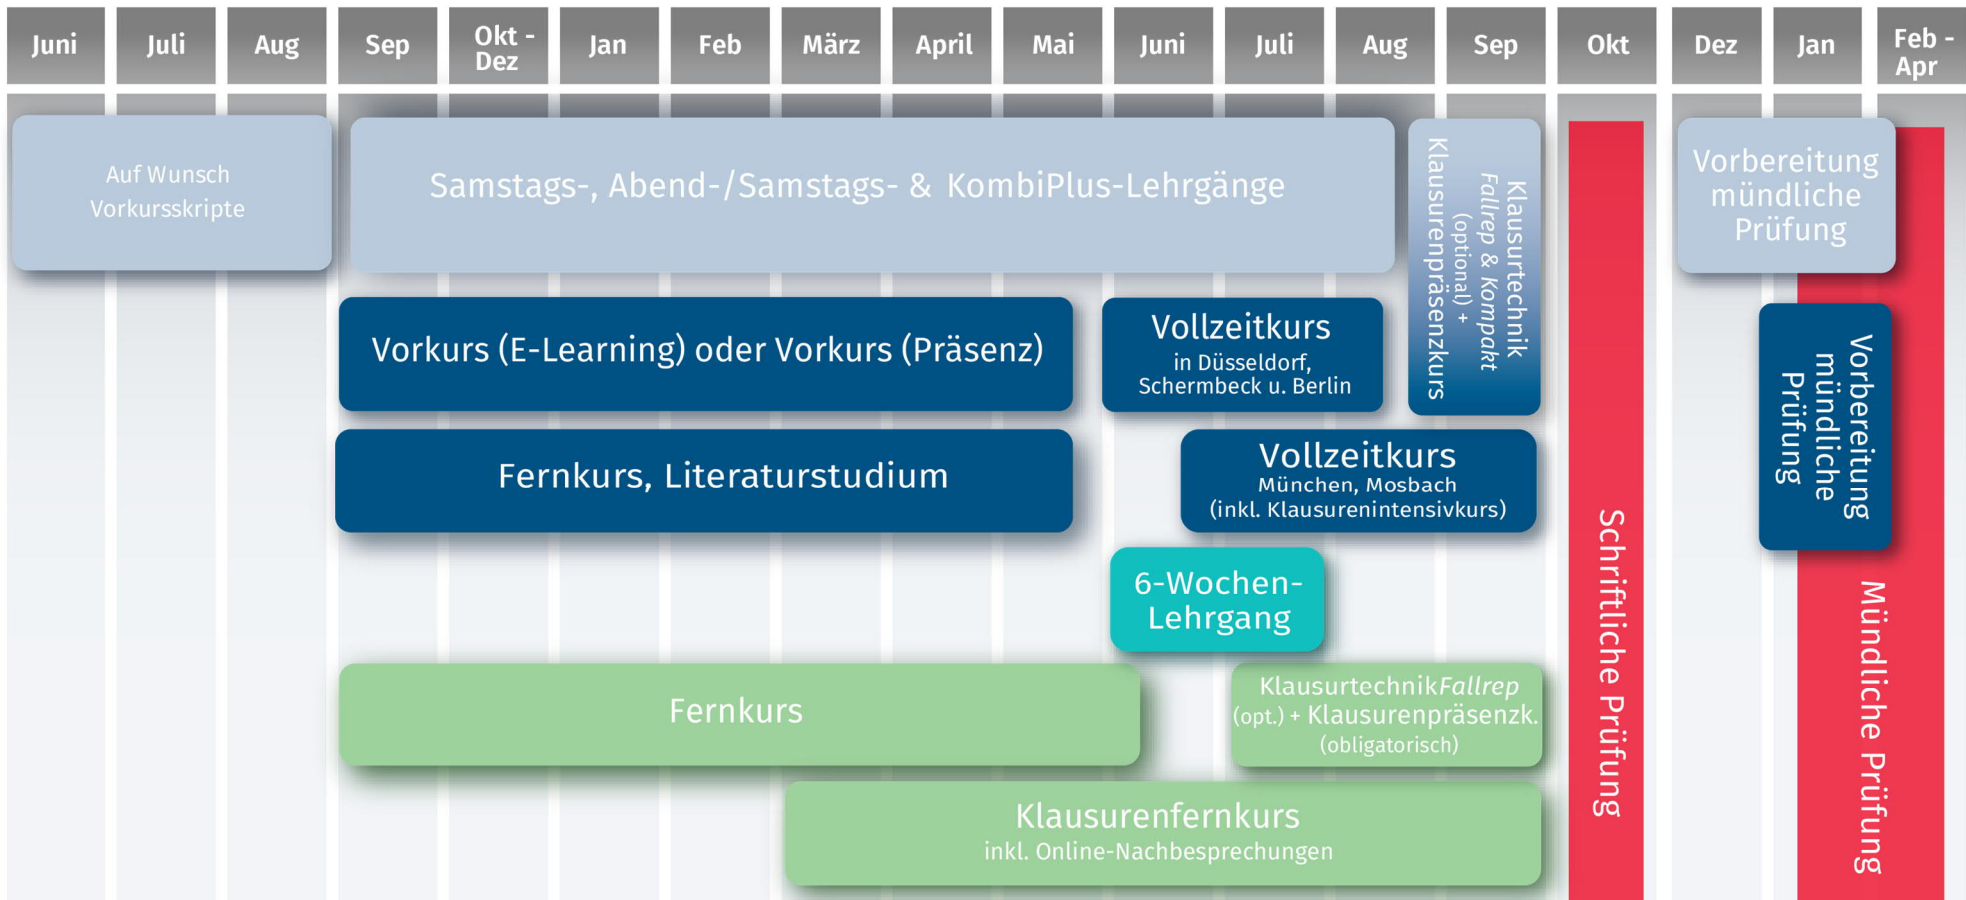 Juni
Juli
Aug
Sep
Okt -
Dez
Jan
Feb
März
April
Mai
Juni
Juli
Aug
Sep
Okt
Dez
Jan
Feb -
Apr
Auf Wunsch
Vorkursskripte
Samstags-, Abend-/Samstags- & KombiPlus-Lehrgänge
Klausurtechnik
Fallrep & Kompakt
(optional) +
Klausurenpräsenzkurs
Vorbereitung
mündliche
Prüfung
Vorkurs (E-Learning) oder Vorkurs (Präsenz)
Vollzeitkurs
in Düsseldorf,
Schermbeck u. Berlin
Vorbereitung
mündliche
Prüfung
Fernkurs, Literaturstudium
Vollzeitkurs
München, Mosbach
(inkl. Klausurenintensivkurs)
6-Wochen-
Lehrgang
Schriftliche Prüfung
Mündliche Prüfung
Fernkurs
KlausurtechnikFallrep
(opt.) + Klausurenpräsenzk.
(obligatorisch)
Klausurenfernkurs
inkl. Online-Nachbesprechungen